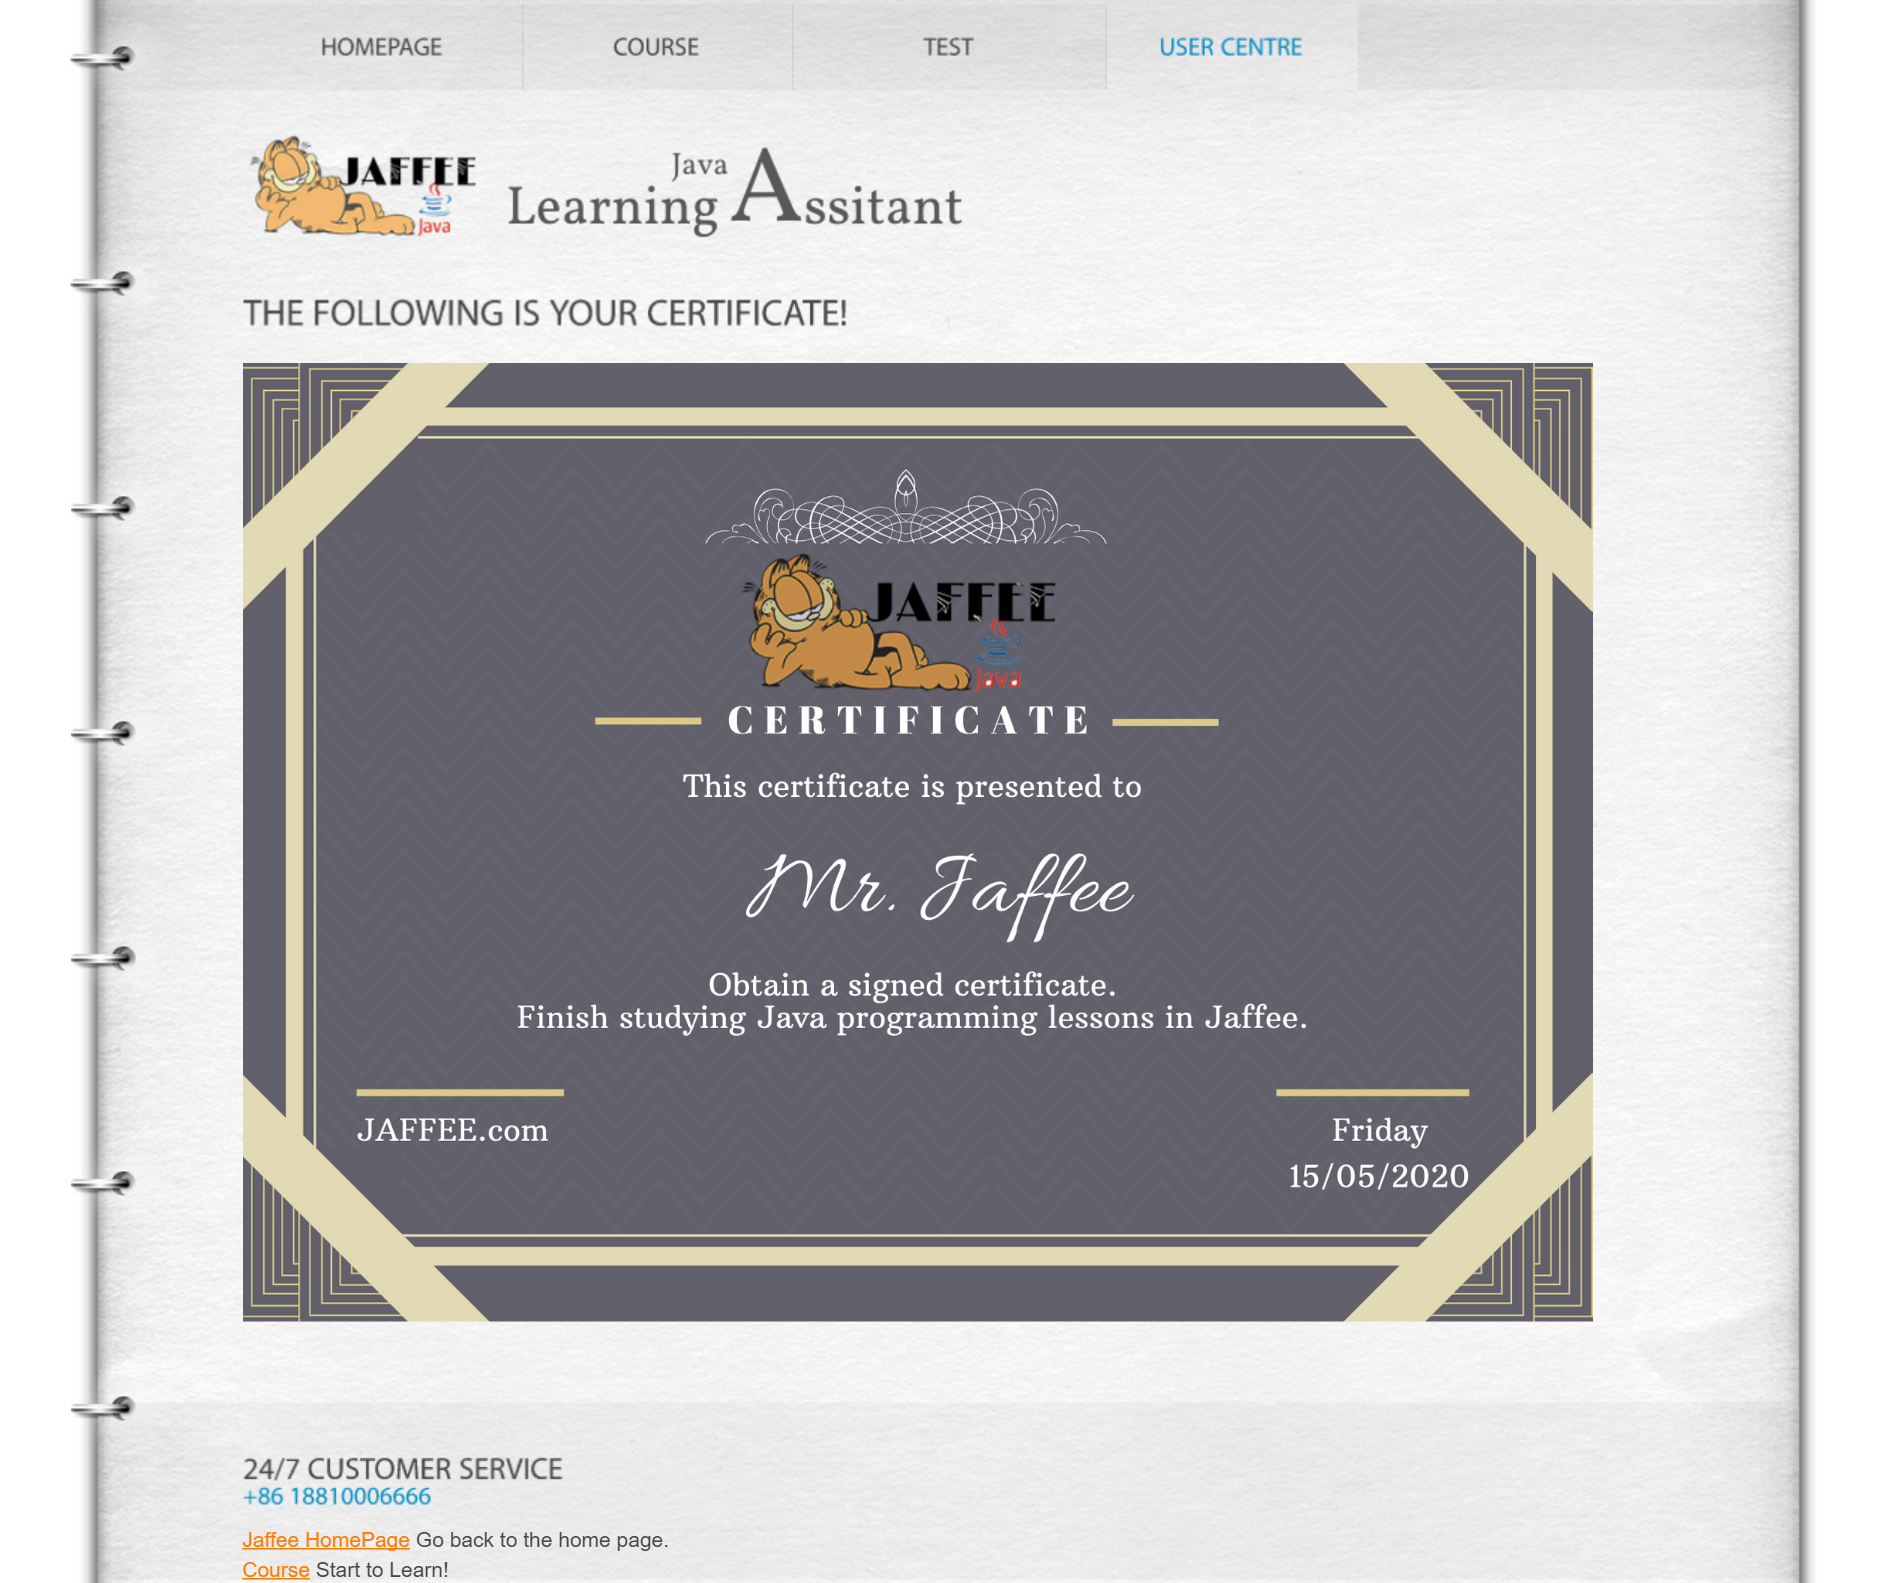 HOMEPAGE COURSE TEST USER CENTRE
JAFFEE
Java
Java
Learning Assitant
THE FOLLOWING IS YOUR CERTIFICATE!
JAFFEE
Java
CERTIFICATE
This certificate is presented to
Mr. Jaffee
Obtain a signed certificate.
Finish studying Java programming lessons in Jaffee.
JAFFEE.com
Friday
15/05/2020
24/7 CUSTOMER SERVICE
+86 18810006666
Jaffee HomePage Go back to the home page.
Course Start to Learn!